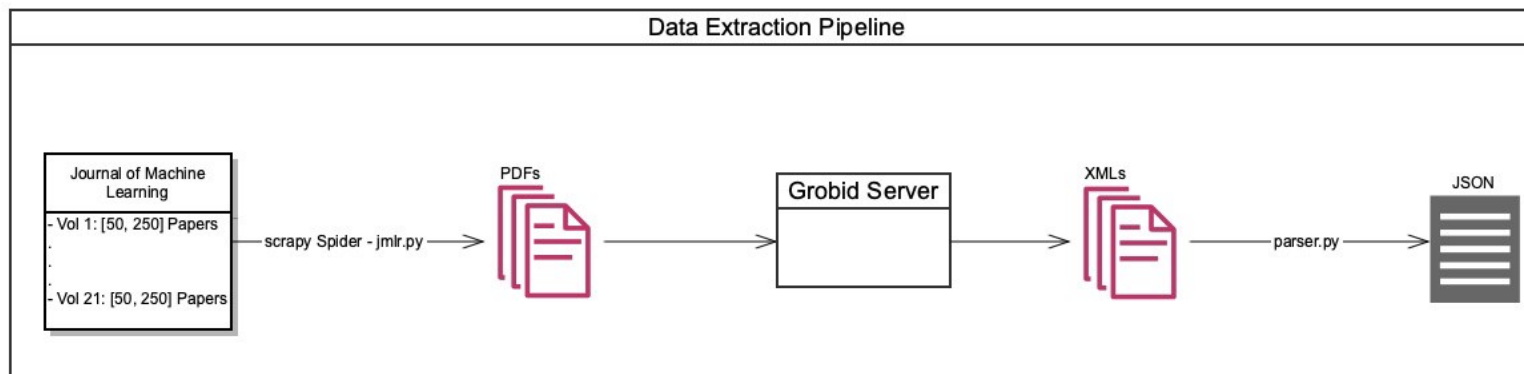 Data Extraction Pipeline
Journal of Machine
Learning
- Vol 1: [50, 250] Papers
.
.
.
- Vol 21: [50, 250] Papers
scrapy Spider - jmlr.py
PDFs
Grobid Server
XMLs
parser.py
JSON